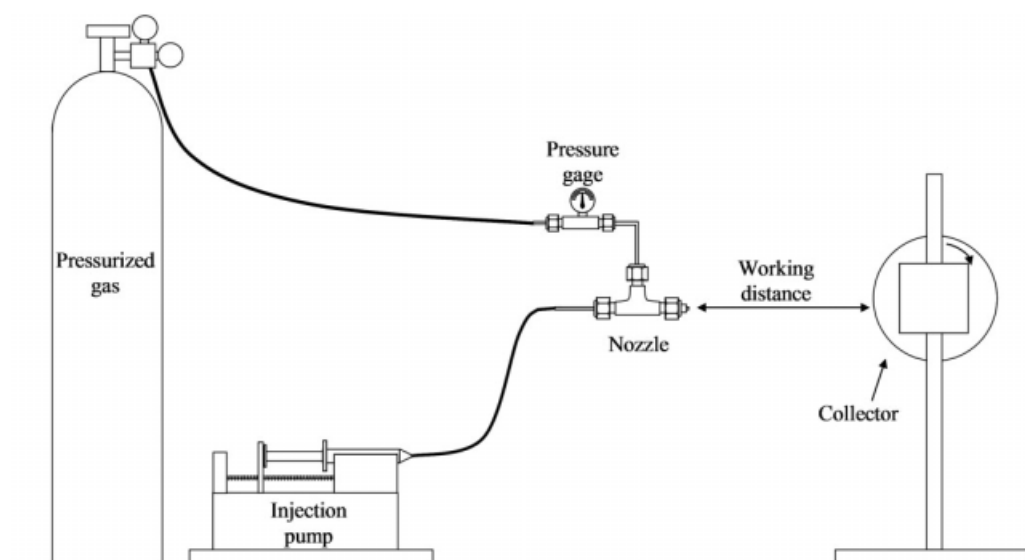 Pressure
gage
Pressurized
gas
Working
distance
Nozzle
Collector
Injection
pump